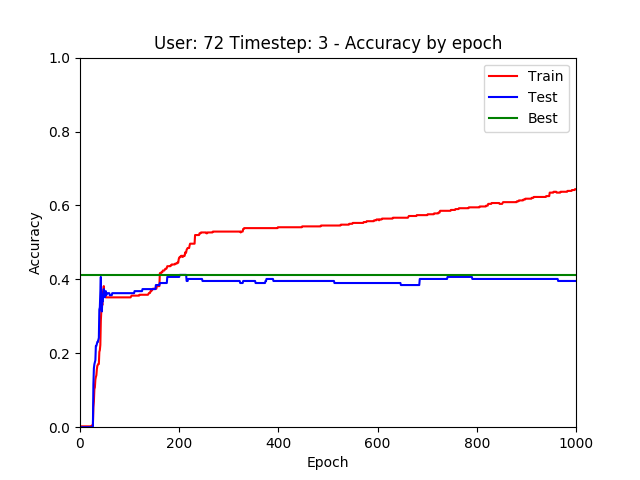 User: 72 Timestep: 3 - Accuracy by epoch
1.0
0.8
0.6
0.4
0.2
0.0
Accuracy
Train
Test
Best
0 200 400 600 800 1000
Epoch